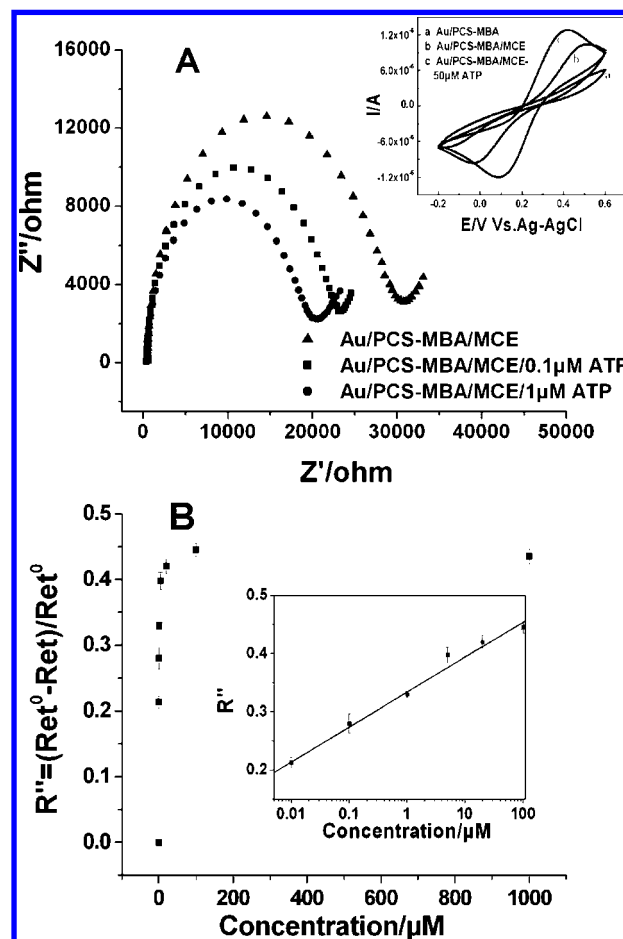 A
16000
12000
8000
4000
0
Z''/ohm
0 10000 20000 30000 40000 50000
Z'/ohm
▲ Au/PCS-MBA/MCE
■ Au/PCS-MBA/MCE/0.1μM ATP
● Au/PCS-MBA/MCE/1μM ATP
a Au/PCS-MBA
b Au/PCS-MBA/MCE
c Au/PCS-MBA/MCE-
50μM ATP
c
b
a
1.2x10⁻⁵
6.0x10⁻⁶
0.0
-6.0x10⁻⁶
-1.2x10⁻⁵
I/A
-0.2 0.0 0.2 0.4 0.6
E/V Vs.Ag-AgCl
B
0.5
0.4
0.3
0.2
0.1
0.0
R''=(Ret⁰-Ret)/Ret⁰
0 200 400 600 800 1000
Concentration/μM
0.5
0.4
0.3
0.2
R''
0.01 0.1 1 10 100
Concentration/μM